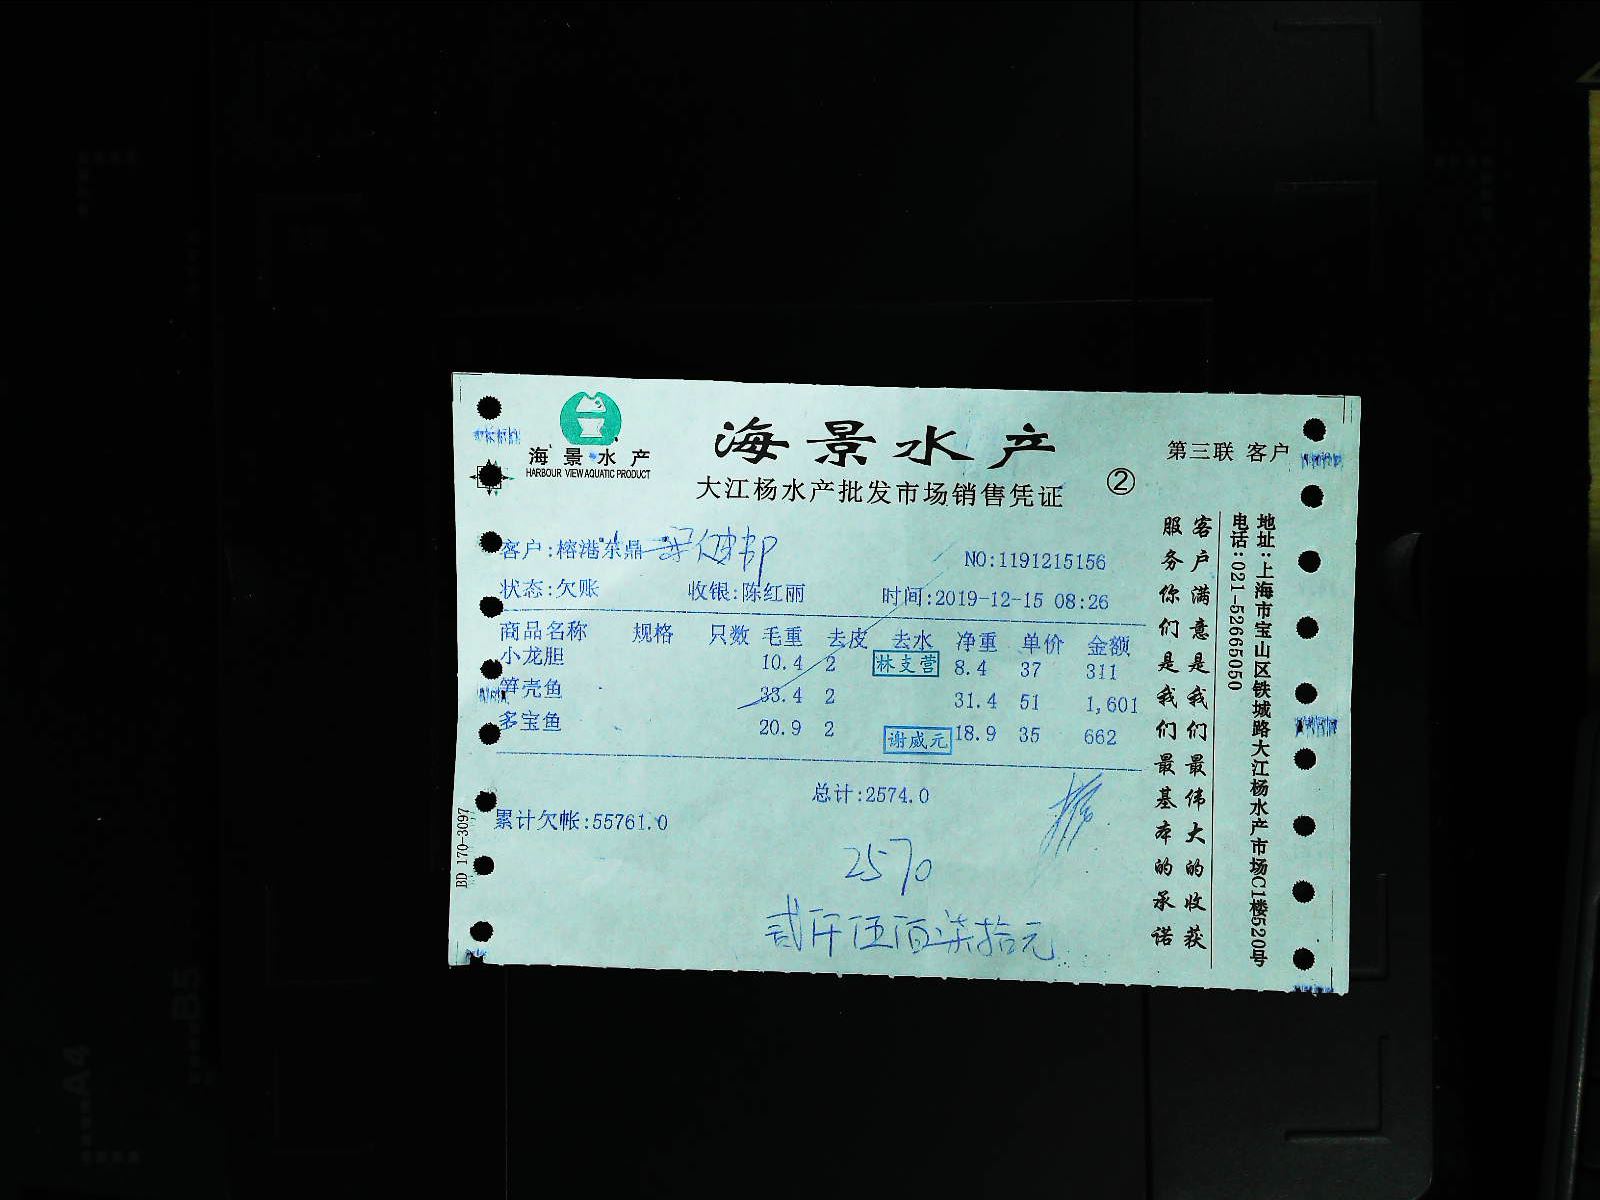 海景水产
HARBOUR VIEW AQUATIC PRODUCT
海景水产
大江杨水产批发市场销售凭证
②
第三联 客户
客户:榕港东鼎
NO:1191215156
状态:欠账 收银:陈红丽 时间:2019-12-15 08:26
商品名称 规格 只数 毛重 去皮 去水 净重 单价 金额
小龙胆 10.4 2 8.4 37 311
林支营
笋壳鱼 33.4 2 31.4 51 1,601
多宝鱼 20.9 2 18.9 35 662
谢威元
总计:2574.0
累计欠帐:55761.0
2570
贰仟伍佰柒拾元
BD 170-3097
客户满意是我们最伟大的收获
服务你们是我们最基本的承诺
地址:上海市宝山区铁城路大江杨水产市场C1楼520号
电话:021-52665050
B5
A4